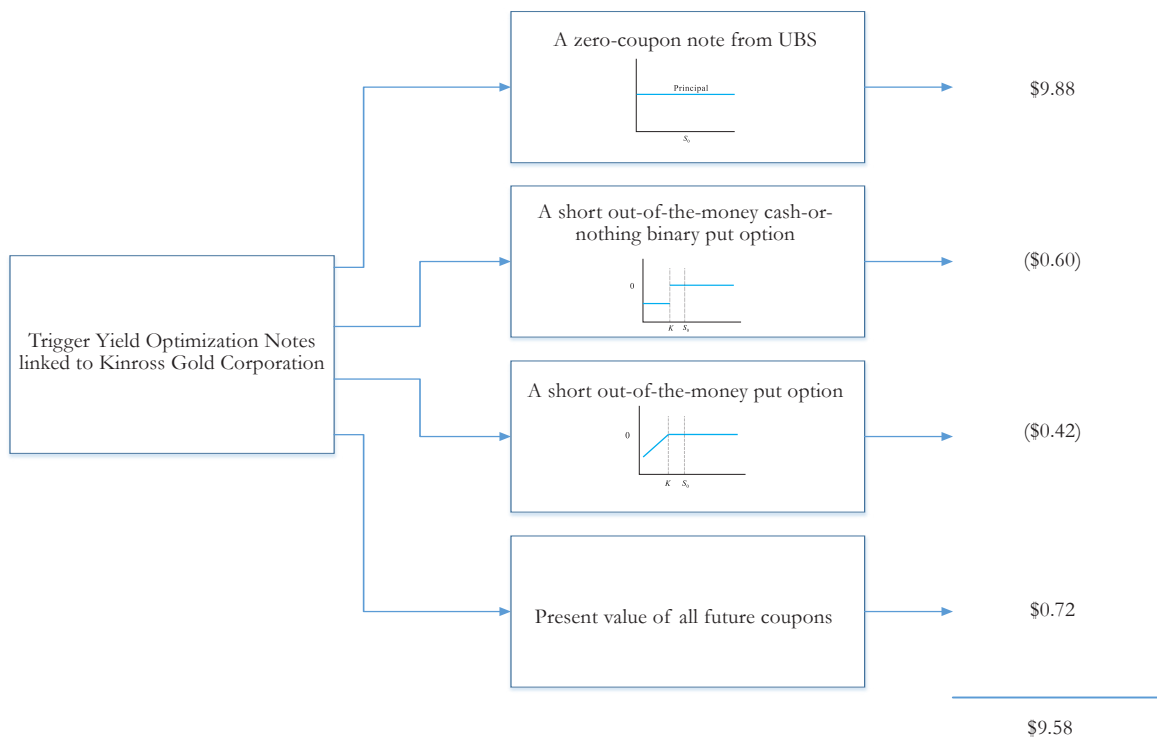 A zero-coupon note from UBS
Principal
S0
$9.88
A short out-of-the-money cash-or-
nothing binary put option
0
K S0
($0.60)
Trigger Yield Optimization Notes
linked to Kinross Gold Corporation
A short out-of-the-money put option
0
K S0
($0.42)
Present value of all future coupons
$0.72
$9.58